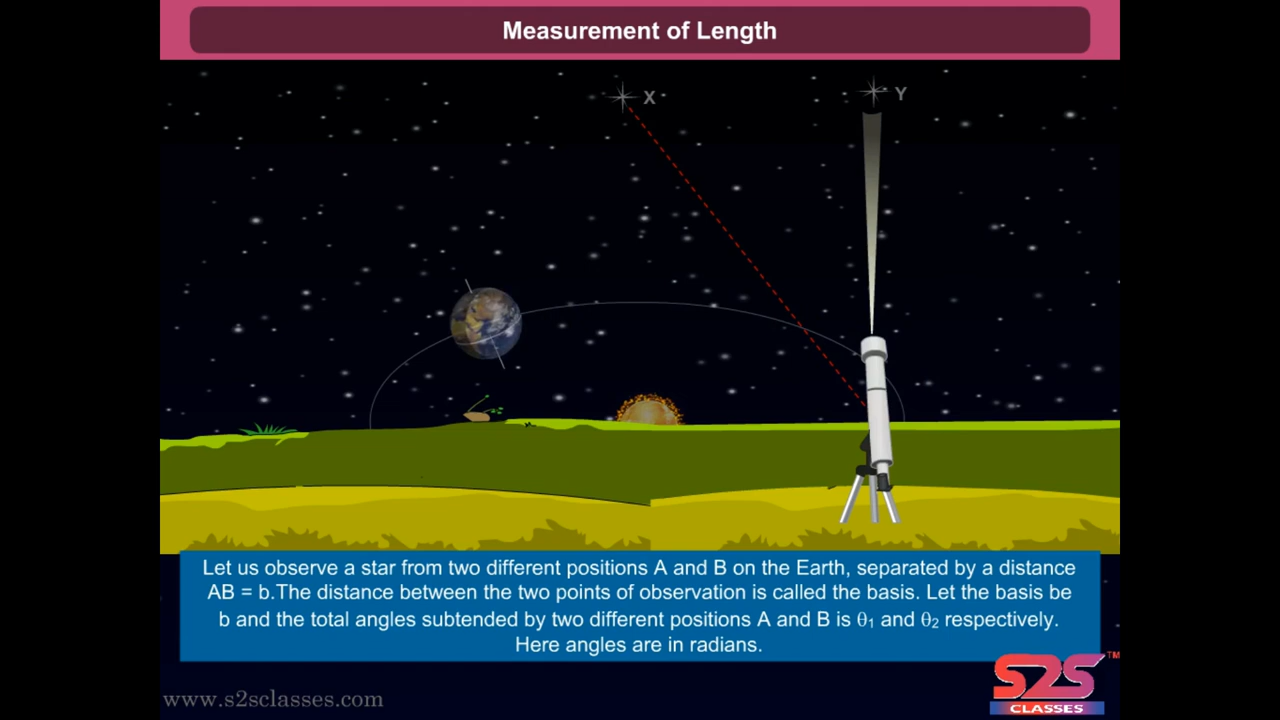 Measurement of Length
X
Y
Let us observe a star from two different positions A and B on the Earth, separated by a distance
AB = b.The distance between the two points of observation is called the basis. Let the basis be
b and the total angles subtended by two different positions A and B is θ₁ and θ₂ respectively.
Here angles are in radians.
S2S TM
CLASSES
www.s2sclasses.com